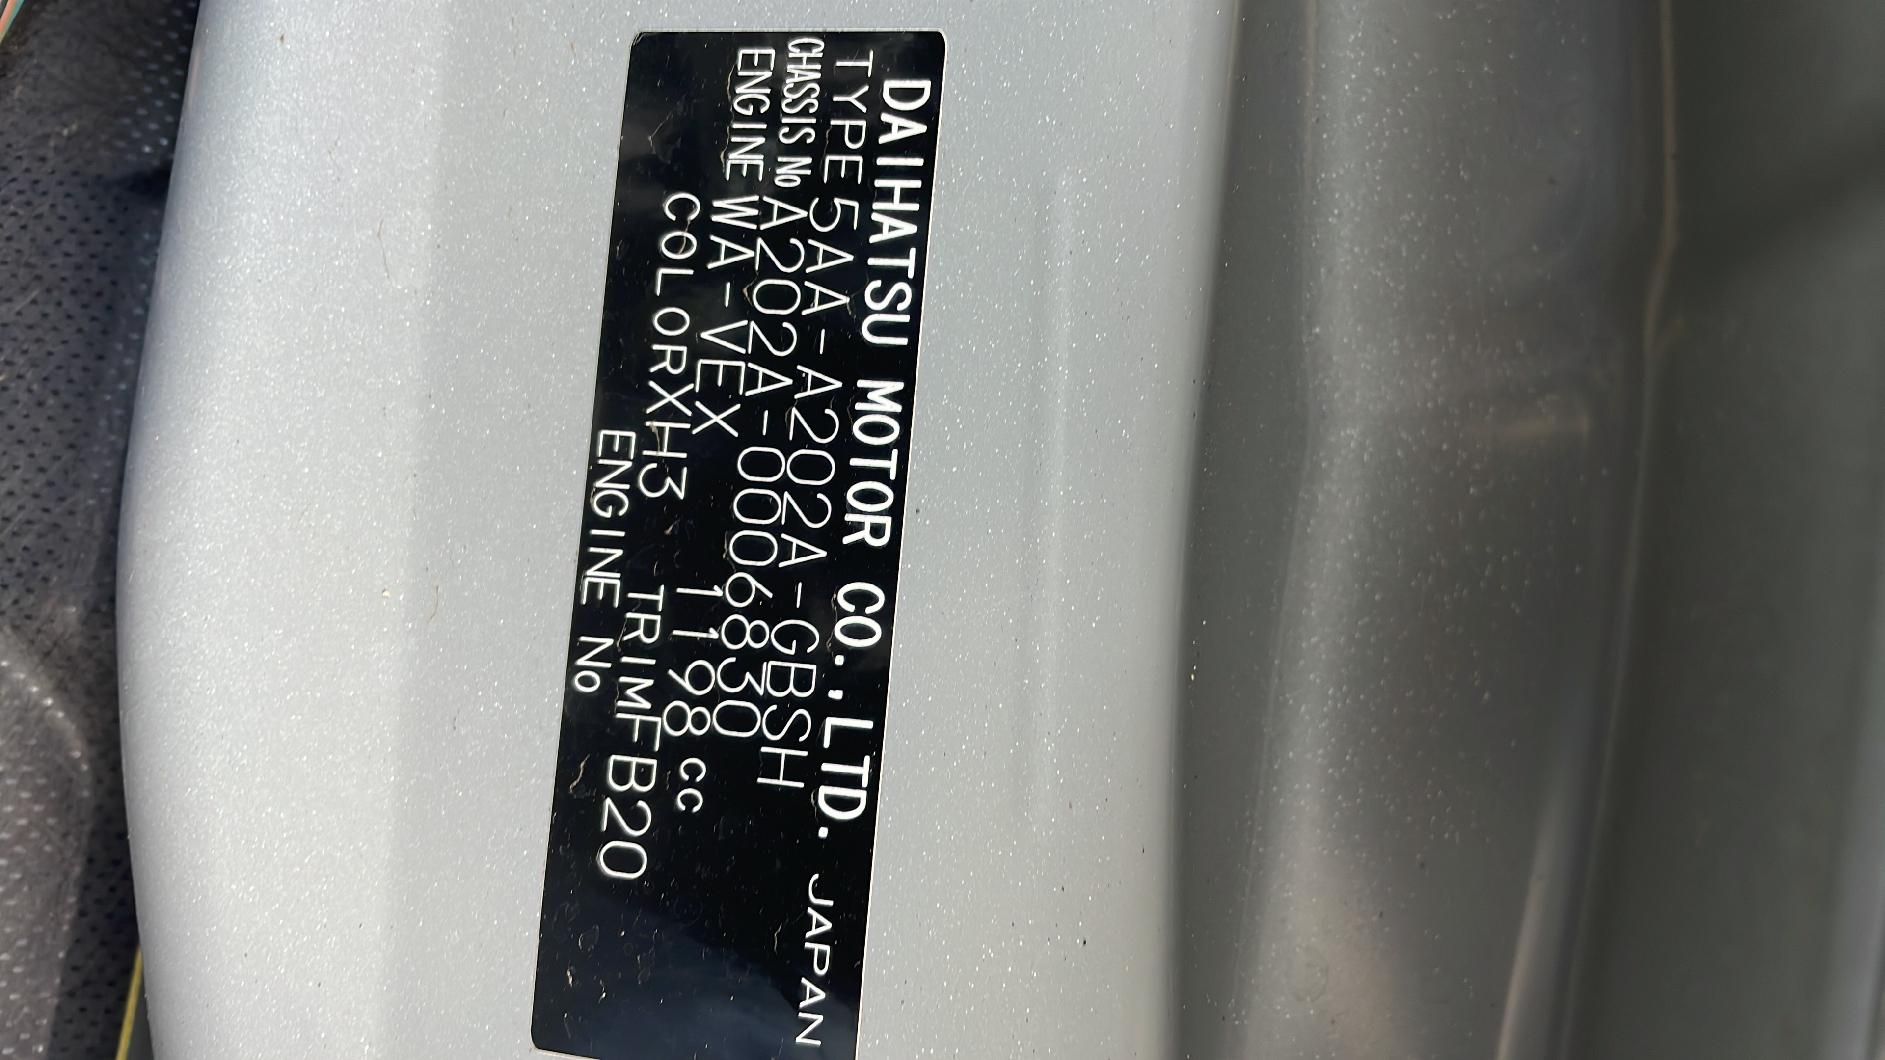 DAIHATSU MOTOR CO.,LTD. JAPAN
TYPE 5AA-A202A-GBSH
CHASSIS No A202A-0006830
ENGINE WA-VEX 1198 cc
COLOR XH3 TRIM FB20
ENGINE No